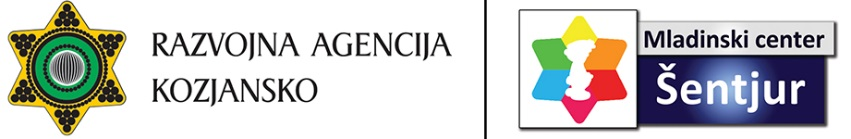 RAZVOJNA AGENCIJA
KOZJANSKO
Mladinski center
Šentjur